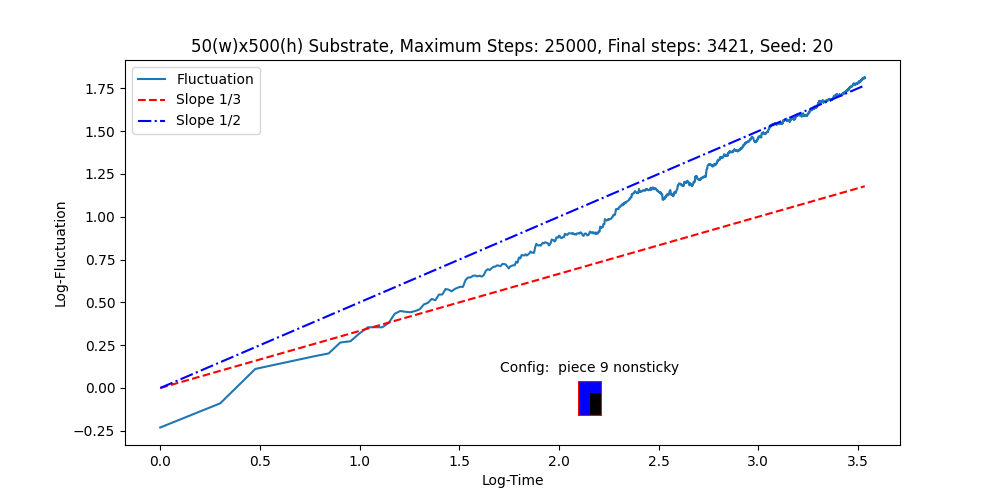 50(w)x500(h) Substrate, Maximum Steps: 25000, Final steps: 3421, Seed: 20
Fluctuation
Slope 1/3
Slope 1/2
1.75
1.50
1.25
1.00
0.75
0.50
0.25
0.00
−0.25
Log-Fluctuation
Config:  piece 9 nonsticky
0.0 0.5 1.0 1.5 2.0 2.5 3.0 3.5
Log-Time